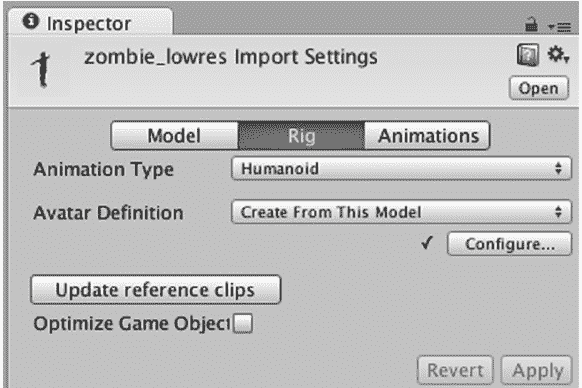 Inspector
zombie_lowres Import Settings
Open
Model Rig Animations
Animation Type Humanoid
Avatar Definition Create From This Model
✓ Configure...
Update reference clips
Optimize Game Object
Revert Apply